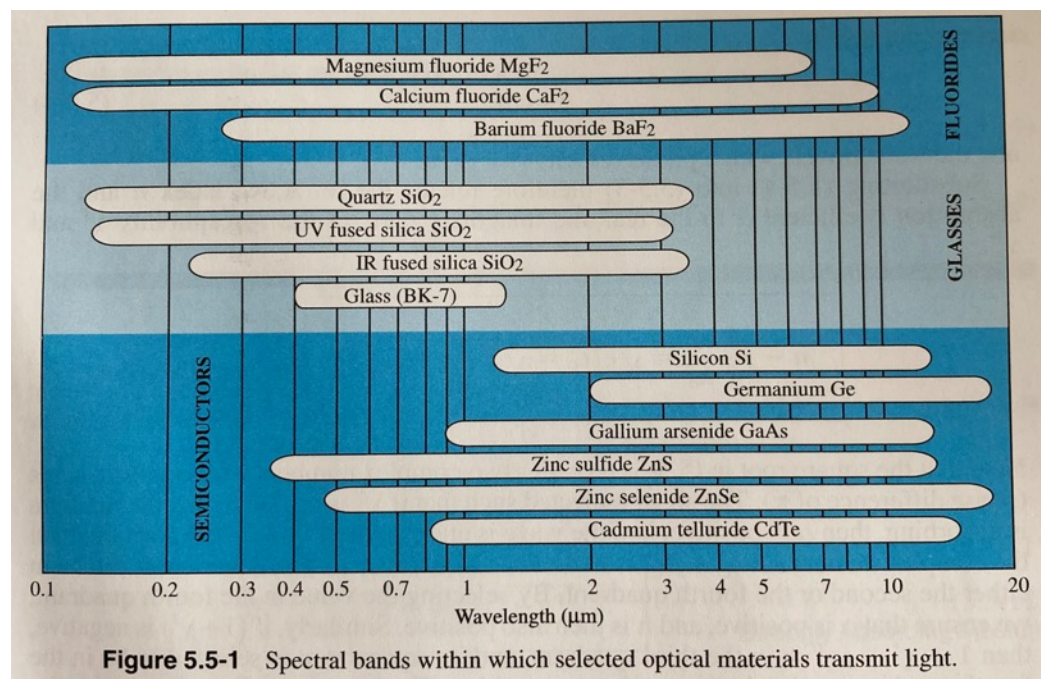 FLUORIDES
Magnesium fluoride MgF2
Calcium fluoride CaF2
Barium fluoride BaF2
GLASSES
Quartz SiO2
UV fused silica SiO2
IR fused silica SiO2
Glass (BK-7)
SEMICONDUCTORS
Silicon Si
Germanium Ge
Gallium arsenide GaAs
Zinc sulfide ZnS
Zinc selenide ZnSe
Cadmium telluride CdTe
0.1 0.2 0.3 0.4 0.5 0.7 1 2 3 4 5 7 10 20
Wavelength (μm)
Figure 5.5-1 Spectral bands within which selected optical materials transmit light.